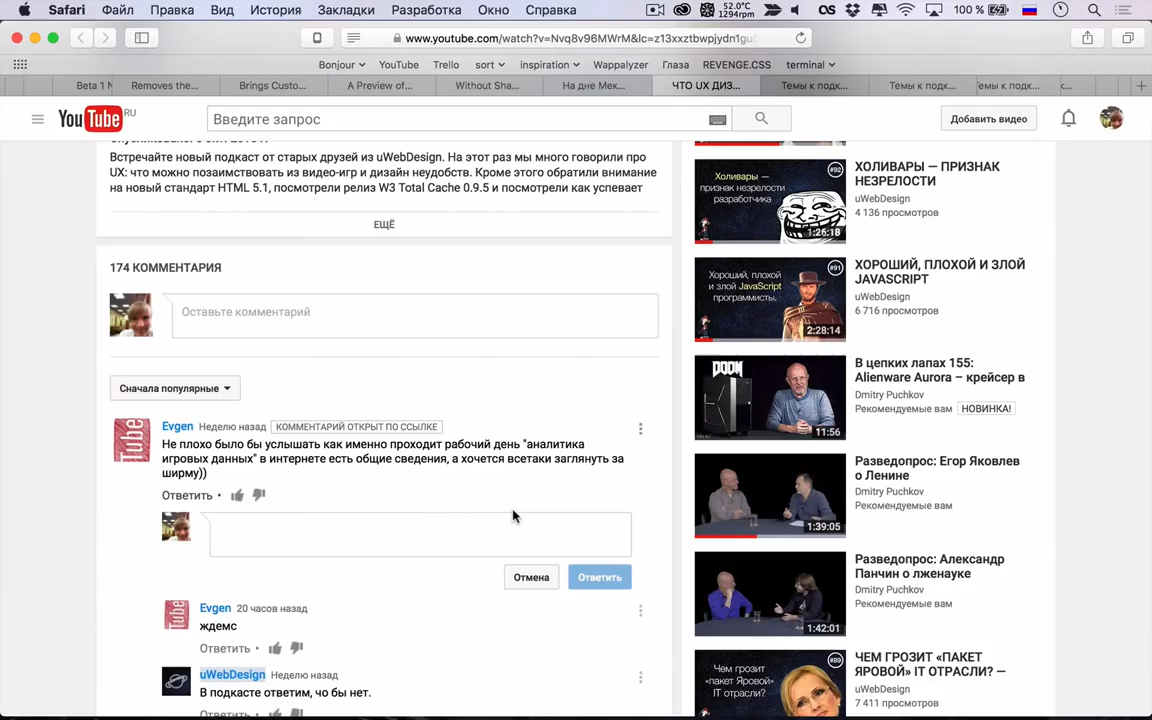 Safari Файл Правка Вид История Закладки Разработка Окно Справка
52.0°C
1294rpm
100 %
www.youtube.com/watch?v=Nvq8v96MWrM&lc=z13xxztbwpjydn1gu
Bonjour YouTube Trello sort inspiration Wappalyzer Глаза REVENGE.CSS terminal
Beta 1 Removes the... Brings Custo... A Preview of... Without Sha... На дне Мек... ЧТО UX ДИЗ... Темы к подк... Темы к подк...
YouTube RU
Введите запрос
Добавить видео
Встречайте новый подкаст от старых друзей из uWebDesign. На этот раз мы много говорили про
UX: что можно позаимствовать из видео-игр и дизайн неудобств. Кроме этого обратили внимание
на новый стандарт HTML 5.1, посмотрели релиз W3 Total Cache 0.9.5 и посмотрели как успевает
ЕЩЁ
174 КОММЕНТАРИЯ
Оставьте комментарий
Сначала популярные
Evgen Неделю назад КОММЕНТАРИЙ ОТКРЫТ ПО ССЫЛКЕ
Не плохо было бы услышать как именно проходит рабочий день "аналитика
игровых данных" в интернете есть общие сведения, а хочется всетаки заглянуть за
ширму))
Ответить •
Отмена Ответить
Evgen 20 часов назад
ждемс
Ответить •
uWebDesign Неделю назад
В подкасте ответим, чо бы нет.
Ответить •
Холивары —
признак
незрелости
разработчика
#92
1:26:18
ХОЛИВАРЫ — ПРИЗНАК
НЕЗРЕЛОСТИ
uWebDesign
4 136 просмотров
Хороший, плохой
и злой JavaScript
программисты.
#91
2:28:14
ХОРОШИЙ, ПЛОХОЙ И ЗЛОЙ
JAVASCRIPT
uWebDesign
6 716 просмотров
DOOM
11:56
В цепких лапах 155:
Alienware Aurora – крейсер в
Dmitry Puchkov
Рекомендуемые вам НОВИНКА!
1:39:05
Разведопрос: Егор Яковлев
о Ленине
Dmitry Puchkov
Рекомендуемые вам
1:42:01
Разведопрос: Александр
Панчин о лженауке
Dmitry Puchkov
Рекомендуемые вам
Чем грозит
«пакет Яровой»
IT отрасли?
#89
ЧЕМ ГРОЗИТ «ПАКЕТ
ЯРОВОЙ» IT ОТРАСЛИ? —
uWebDesign
7 411 просмотров